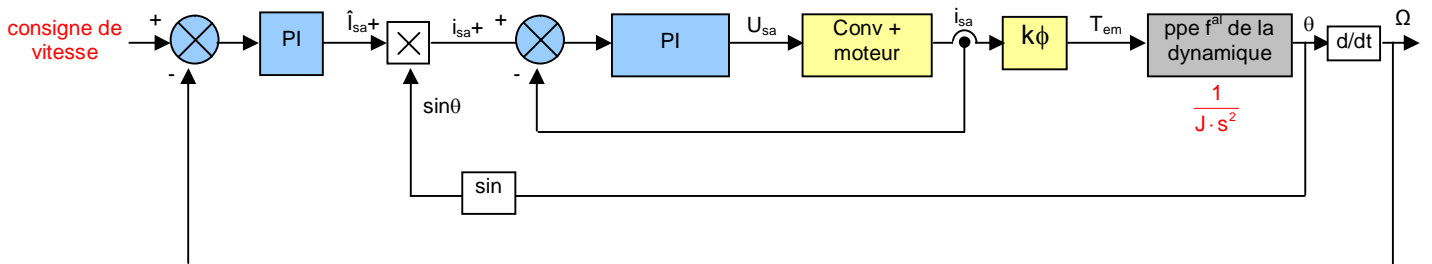 consigne de
vitesse
+
-
PI
Îsa+
×
isa+
+
-
PI
Usa
Conv +
moteur
isa
kϕ
Tem
ppe fal de la
dynamique
1
J · s²
θ
d/dt
Ω
sinθ
sin